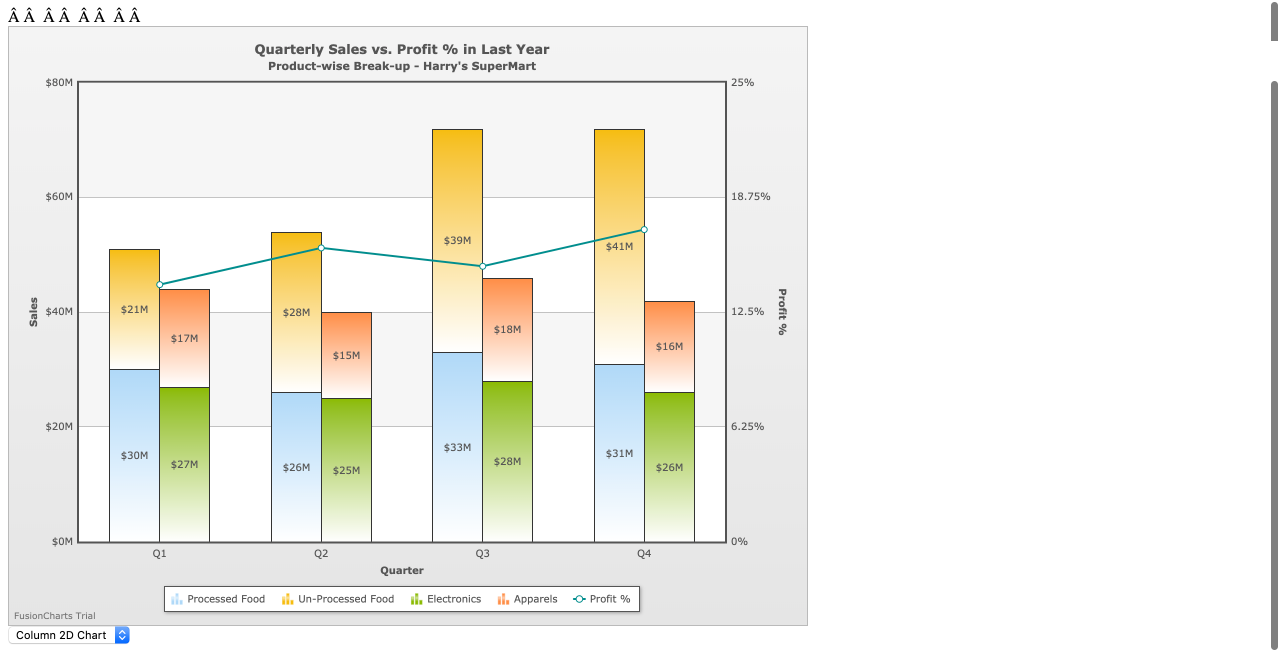 Â Â  Â Â  Â Â  Â Â
Quarterly Sales vs. Profit % in Last Year
Product-wise Break-up - Harry's SuperMart
$80M
25%
$60M
18.75%
$40M
12.5%
$20M
6.25%
$0M
0%
Sales
Profit %
$21M
$17M
$30M
$27M
$28M
$15M
$26M
$25M
$39M
$18M
$33M
$28M
$41M
$16M
$31M
$26M
Q1 Q2 Q3 Q4
Quarter
Processed Food Un-Processed Food Electronics Apparels Profit %
FusionCharts Trial
Column 2D Chart